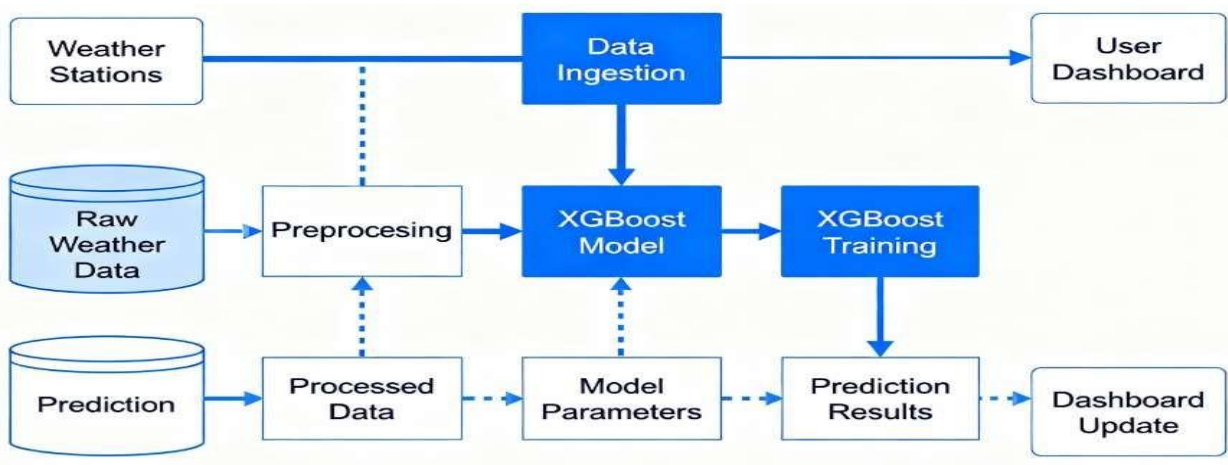 Weather
Stations
Data
Ingestion
User
Dashboard
Raw
Weather
Data
Preprocesing
XGBoost
Model
XGBoost
Training
Prediction
Processed
Data
Model
Parameters
Prediction
Results
Dashboard
Update